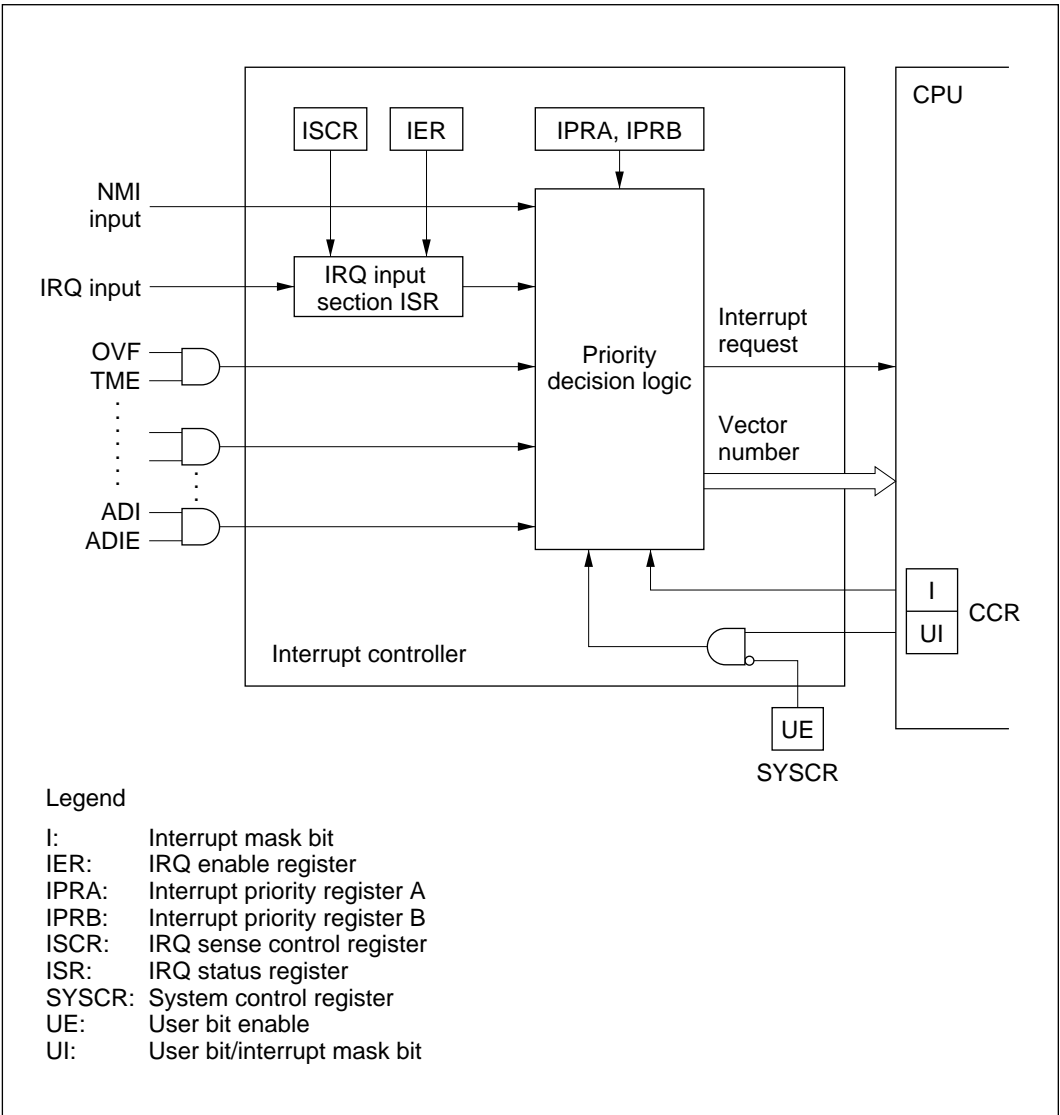 CPU
ISCR
IER
IPRA, IPRB
NMI
input
IRQ input
IRQ input
section ISR
OVF
TME
ADI
ADIE
Priority
decision logic
Interrupt
request
Vector
number
I
UI
CCR
Interrupt controller
UE
SYSCR
Legend
I: Interrupt mask bit
IER: IRQ enable register
IPRA: Interrupt priority register A
IPRB: Interrupt priority register B
ISCR: IRQ sense control register
ISR: IRQ status register
SYSCR: System control register
UE: User bit enable
UI: User bit/interrupt mask bit